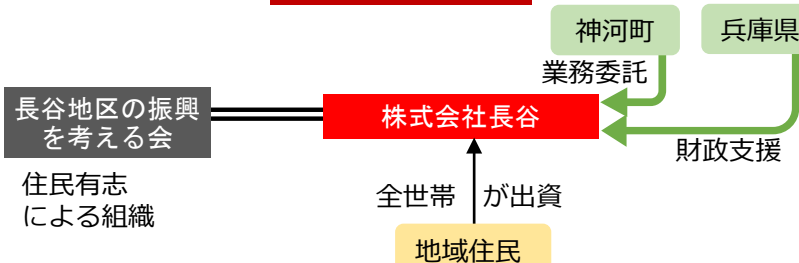 神河町
兵庫県
業務委託
長谷地区の振興
を考える会
株式会社長谷
財政支援
住民有志
による組織
全世帯
が出資
地域住民